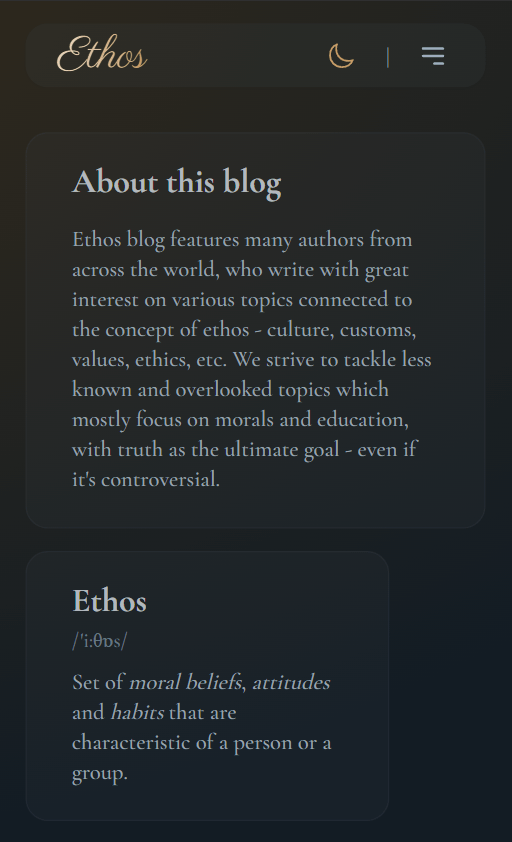 Ethos
About this blog
Ethos blog features many authors from
across the world, who write with great
interest on various topics connected to
the concept of ethos - culture, customs,
values, ethics, etc. We strive to tackle less
known and overlooked topics which
mostly focus on morals and education,
with truth as the ultimate goal - even if
it's controversial.
Ethos
/ˈi:θɒs/
Set of moral beliefs, attitudes
and habits that are
characteristic of a person or a
group.